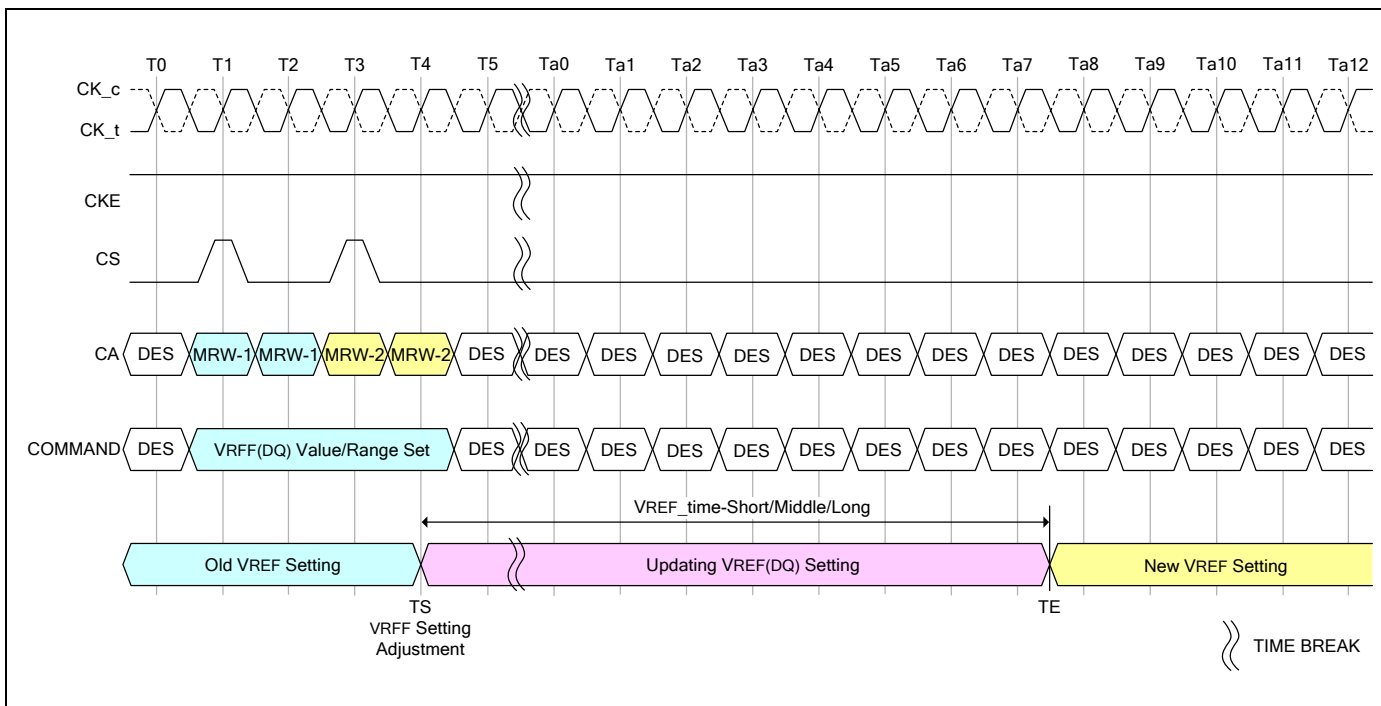 T0 T1 T2 T3 T4 T5 Ta0 Ta1 Ta2 Ta3 Ta4 Ta5 Ta6 Ta7 Ta8 Ta9 Ta10 Ta11 Ta12
CK_c
CK_t
CKE
CS
CA DES MRW-1 MRW-1 MRW-2 MRW-2 DES DES DES DES DES DES DES DES DES DES DES DES DES DES
COMMAND DES VRFF(DQ) Value/Range Set DES DES DES DES DES DES DES DES DES DES DES DES DES DES
VREF_time-Short/Middle/Long
Old VREF Setting Updating VREF(DQ) Setting New VREF Setting
TS TE
VRFF Setting
Adjustment
TIME BREAK